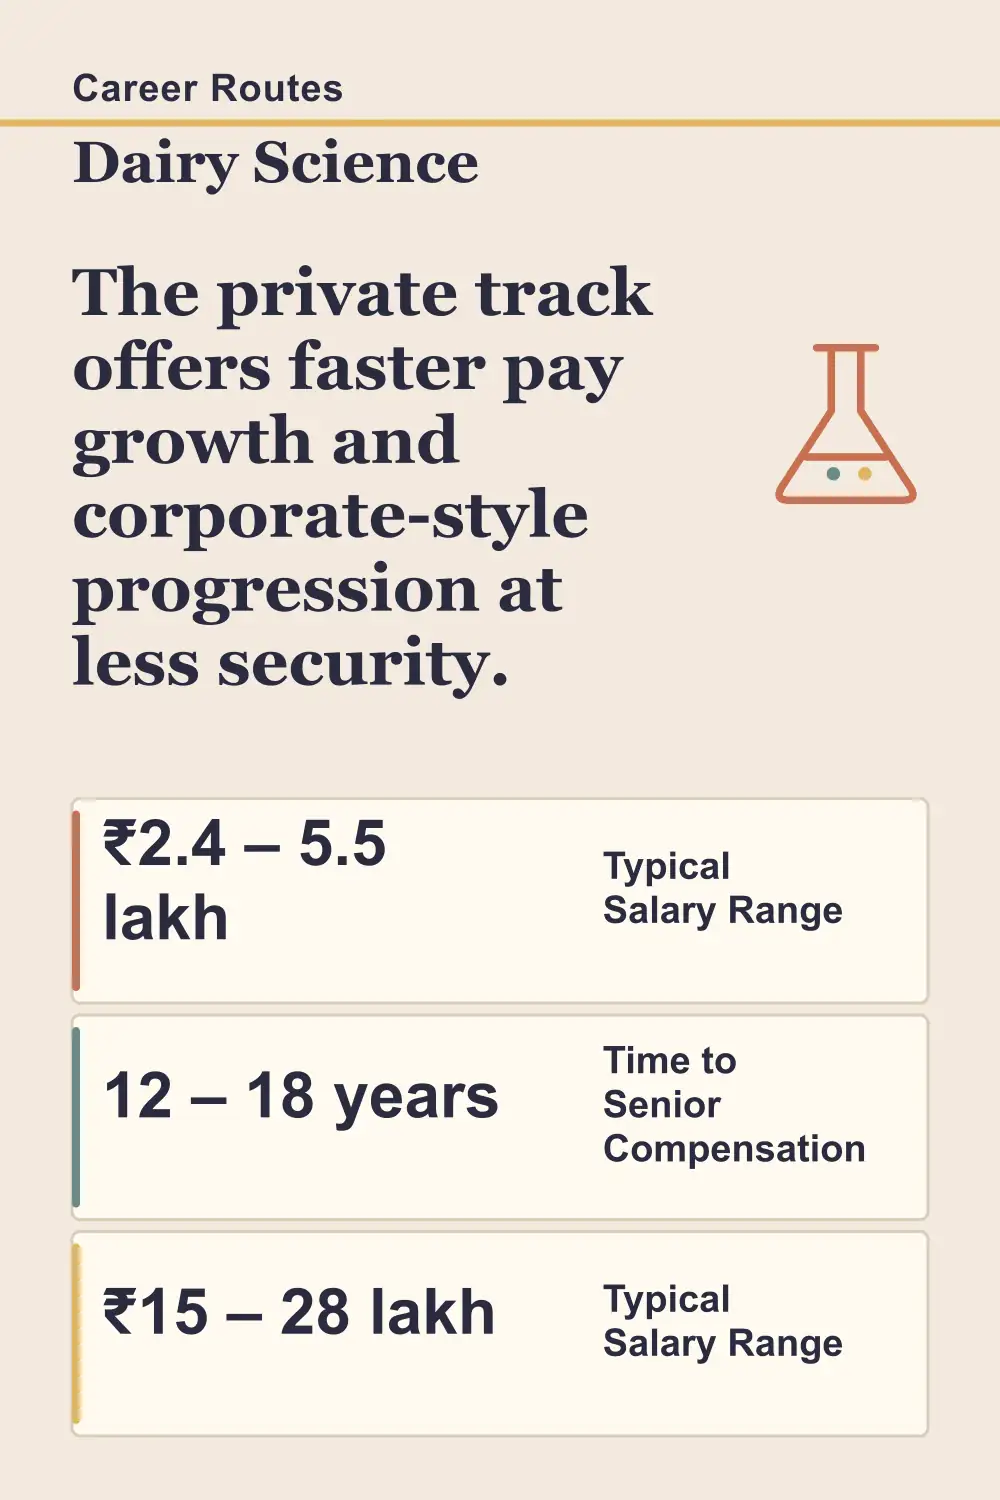 Career Routes
Dairy Science
The private track
offers faster pay
growth and
corporate-style
progression at
less security.
₹2.4 – 5.5
lakh
Typical
Salary Range
12 – 18 years
Time to
Senior
Compensation
₹15 – 28 lakh
Typical
Salary Range